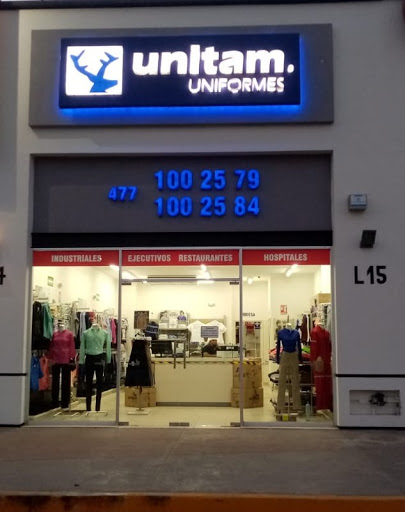 unitam.
UNIFORMES
477 100 25 79
100 25 84
INDUSTRIALES EJECUTIVOS RESTAURANTES HOSPITALES
L15